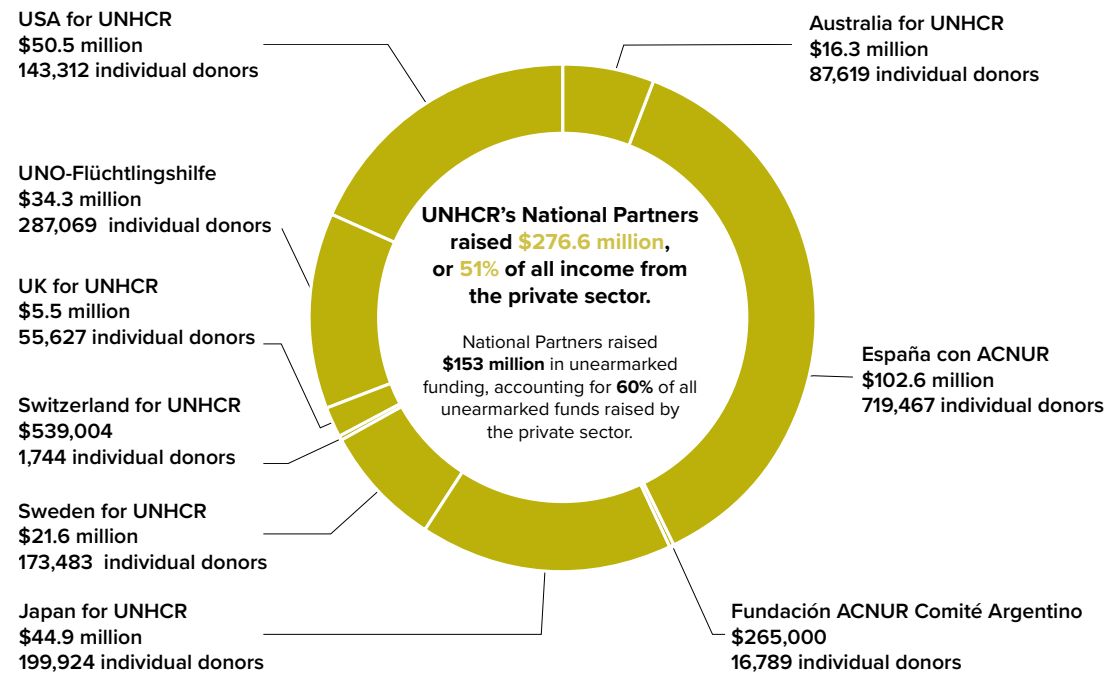 USA for UNHCR
$50.5 million
143,312 individual donors
Australia for UNHCR
$16.3 million
87,619 individual donors
UNO-Flüchtlingshilfe
$34.3 million
287,069 individual donors
UK for UNHCR
$5.5 million
55,627 individual donors
Switzerland for UNHCR
$539,004
1,744 individual donors
Sweden for UNHCR
$21.6 million
173,483 individual donors
Japan for UNHCR
$44.9 million
199,924 individual donors
UNHCR’s National Partners
raised $276.6 million,
or 51% of all income from
the private sector.
National Partners raised
$153 million in unearmarked
funding, accounting for 60% of all
unearmarked funds raised by
the private sector.
España con ACNUR
$102.6 million
719,467 individual donors
Fundación ACNUR Comité Argentino
$265,000
16,789 individual donors